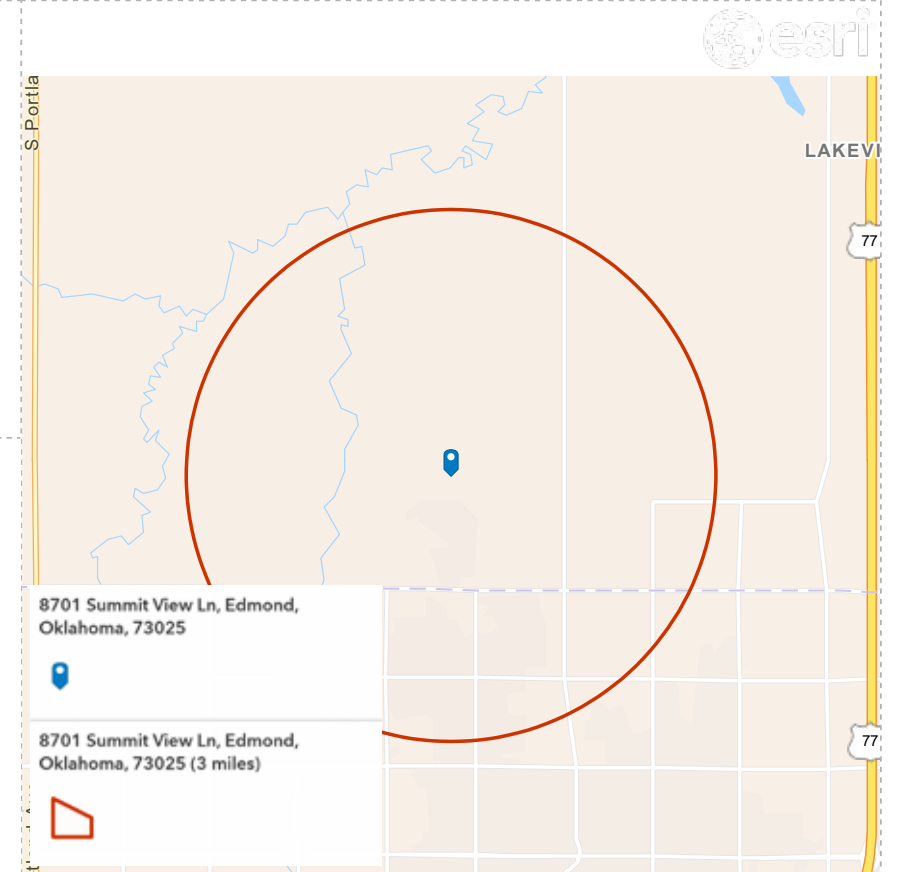 esri
S Portla
LAKEVI
77
8701 Summit View Ln, Edmond,
Oklahoma, 73025
8701 Summit View Ln, Edmond,
Oklahoma, 73025 (3 miles)
77